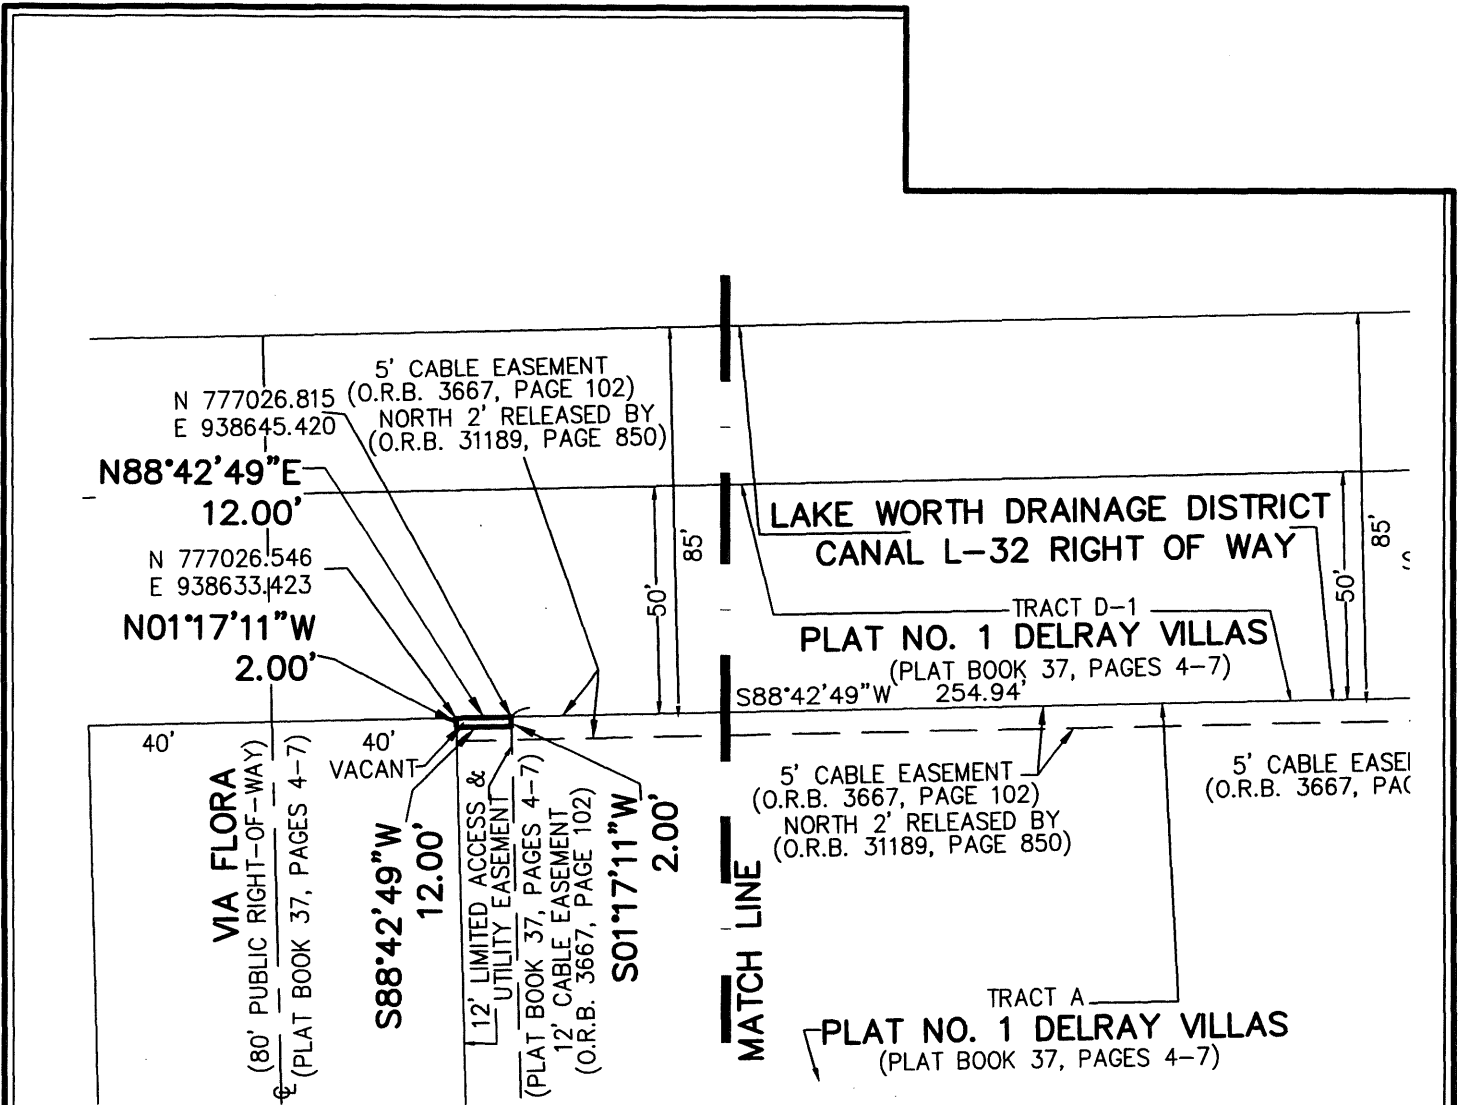 5' CABLE EASEMENT
(O.R.B. 3667, PAGE 102)
NORTH 2' RELEASED BY
(O.R.B. 31189, PAGE 850)
N 777026.815
E 938645.420
N88°42'49"E
12.00'
N 777026.546
E 938633.423
N01°17'11"W
2.00'
85'
50'
LAKE WORTH DRAINAGE DISTRICT
CANAL L-32 RIGHT OF WAY
85'
50'
TRACT D-1
PLAT NO. 1 DELRAY VILLAS
(PLAT BOOK 37, PAGES 4-7)
S88°42'49"W 254.94'
40'
40'
VACANT
VIA FLORA
(80' PUBLIC RIGHT-OF-WAY)
(PLAT BOOK 37, PAGES 4-7)
S88°42'49"W
12.00'
12' LIMITED ACCESS &
UTILITY EASEMENT
(PLAT BOOK 37, PAGES 4-7)
12' CABLE EASEMENT
(O.R.B. 3667, PAGE 102)
S01°17'11"W
2.00'
MATCH LINE
5' CABLE EASEMENT
(O.R.B. 3667, PAGE 102)
NORTH 2' RELEASED BY
(O.R.B. 31189, PAGE 850)
5' CABLE EASE
(O.R.B. 3667, PA
TRACT A
PLAT NO. 1 DELRAY VILLAS
(PLAT BOOK 37, PAGES 4-7)